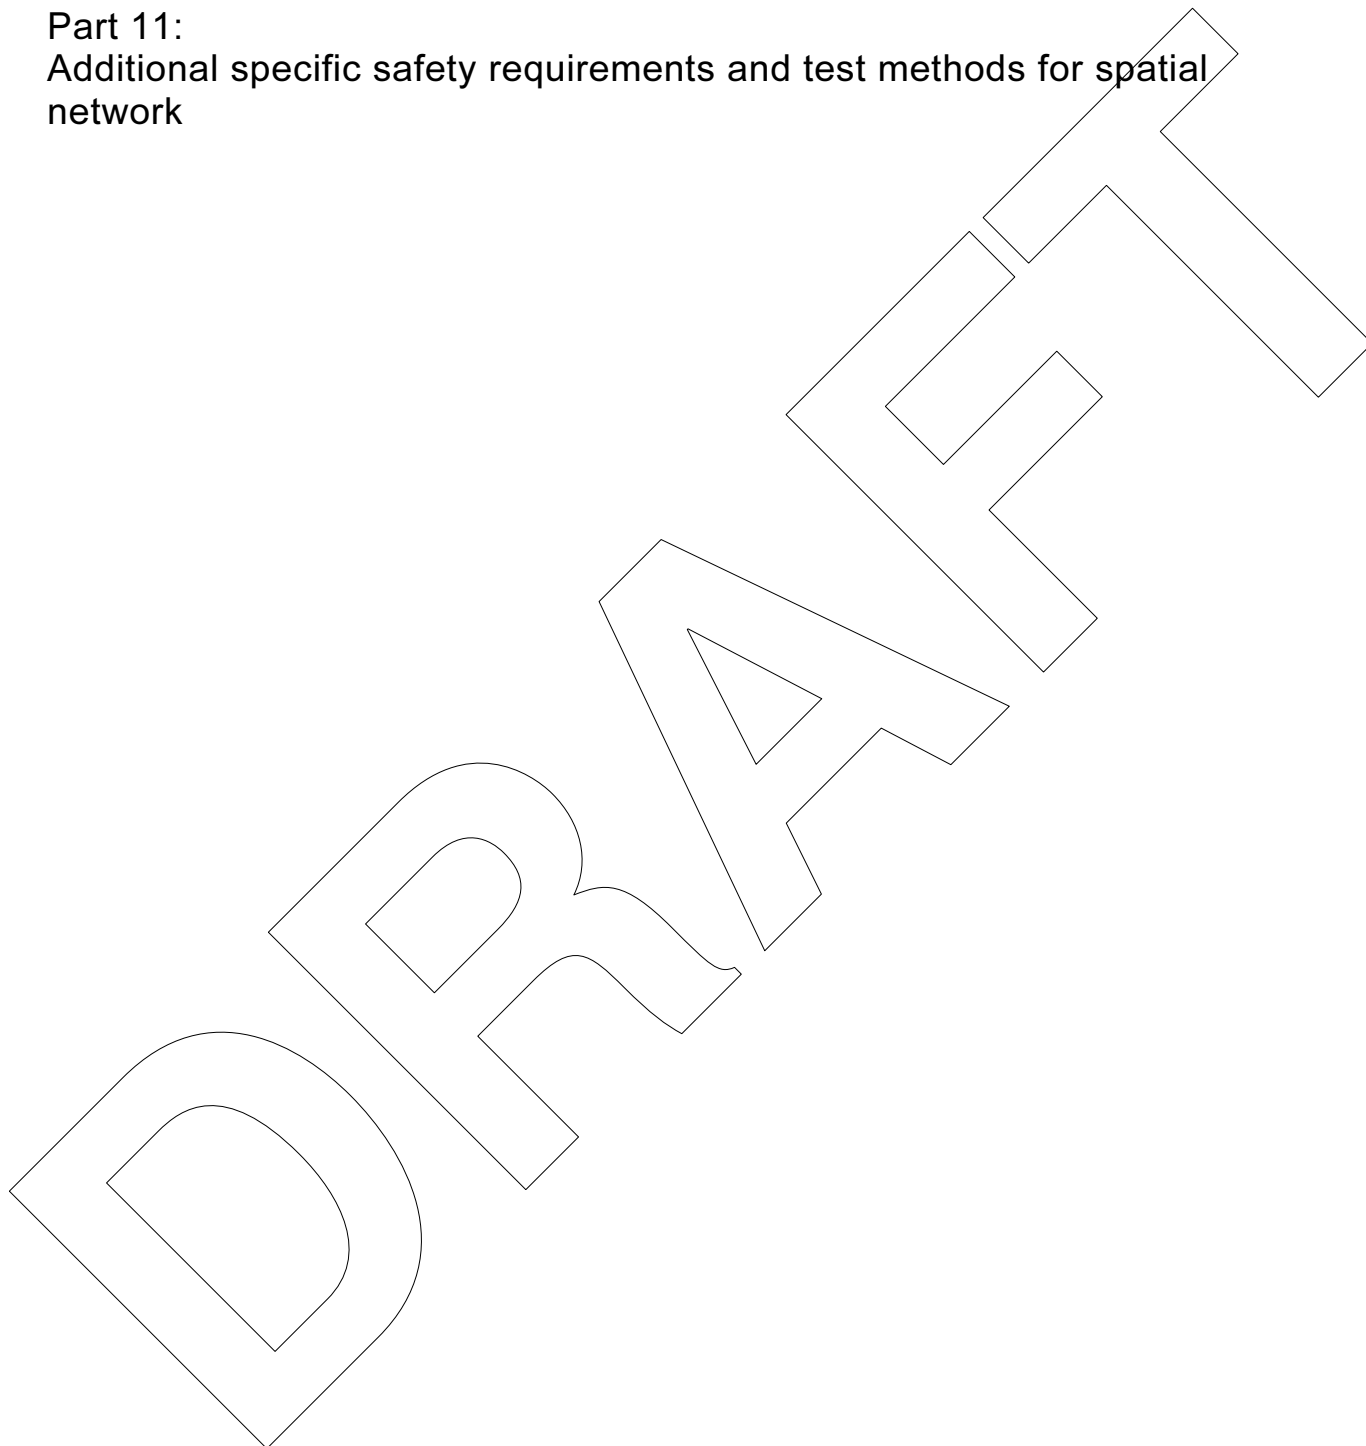 Part 11:
Additional specific safety requirements and test methods for spatial
network
DRAFT